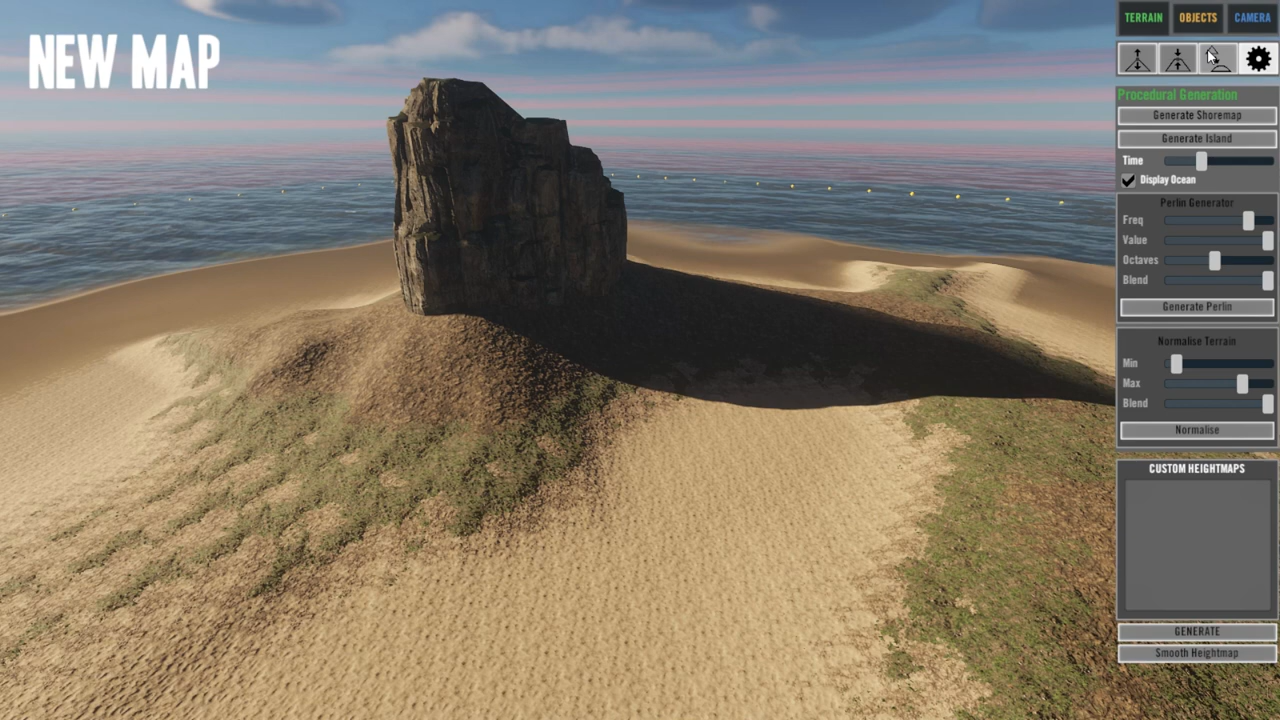 NEW MAP
TERRAIN OBJECTS CAMERA
Procedural Generation
Generate Shoremap
Generate Island
Time
Display Ocean
Perlin Generator
Freq
Value
Octaves
Blend
Generate Perlin
Normalise Terrain
Min
Max
Blend
Normalise
CUSTOM HEIGHTMAPS
GENERATE
Smooth Heightmap